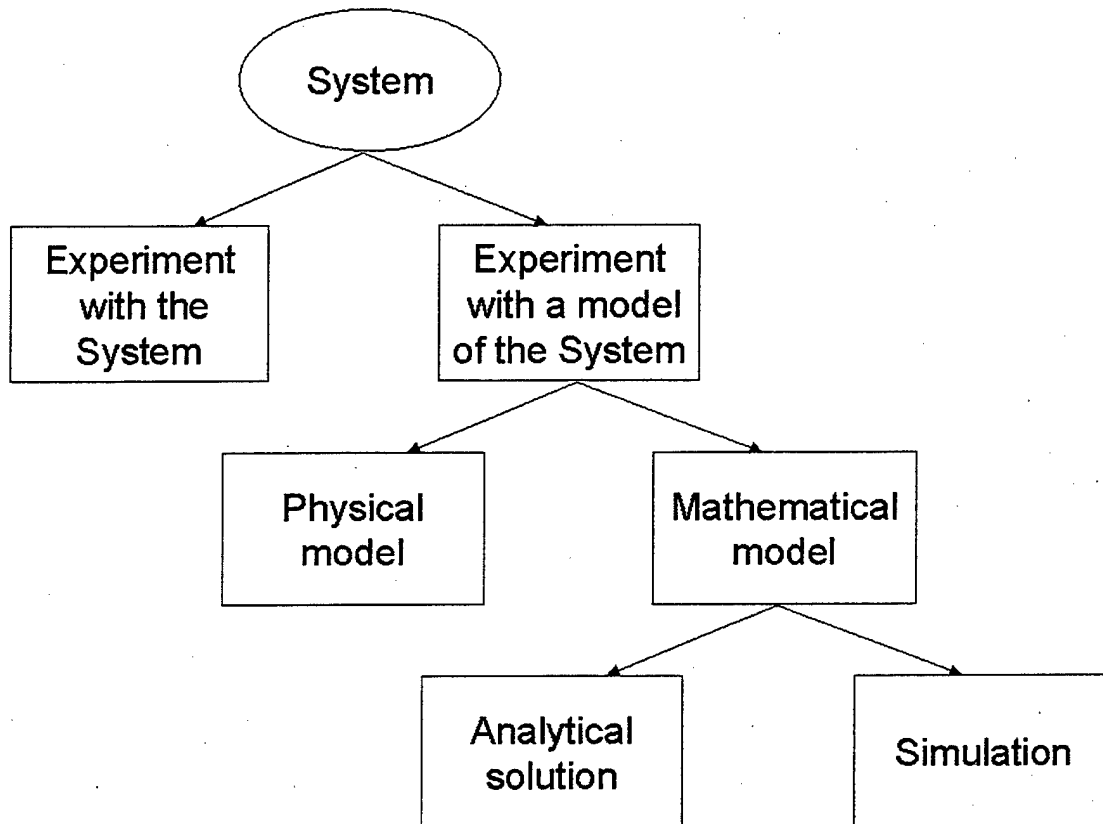 System
Experiment
with the
System
Experiment
with a model
of the System
Physical
model
Mathematical
model
Analytical
solution
Simulation